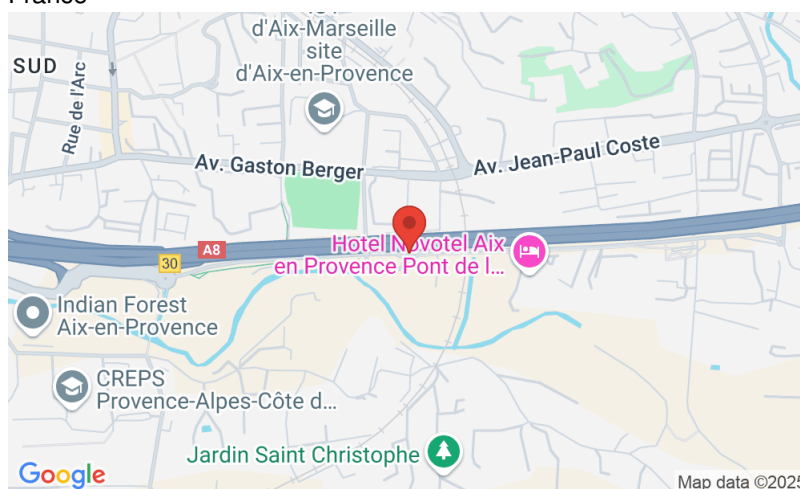 France
d'Aix-Marseille
site
d'Aix-en-Provence
SUD
Rue de l'Arc
Av. Gaston Berger
Av. Jean-Paul Coste
A8
30
Hotel Novotel Aix
en Provence Pont de l...
Indian Forest
Aix-en-Provence
CREPS
Provence-Alpes-Côte d...
Jardin Saint Christophe
Google
Map data ©2025